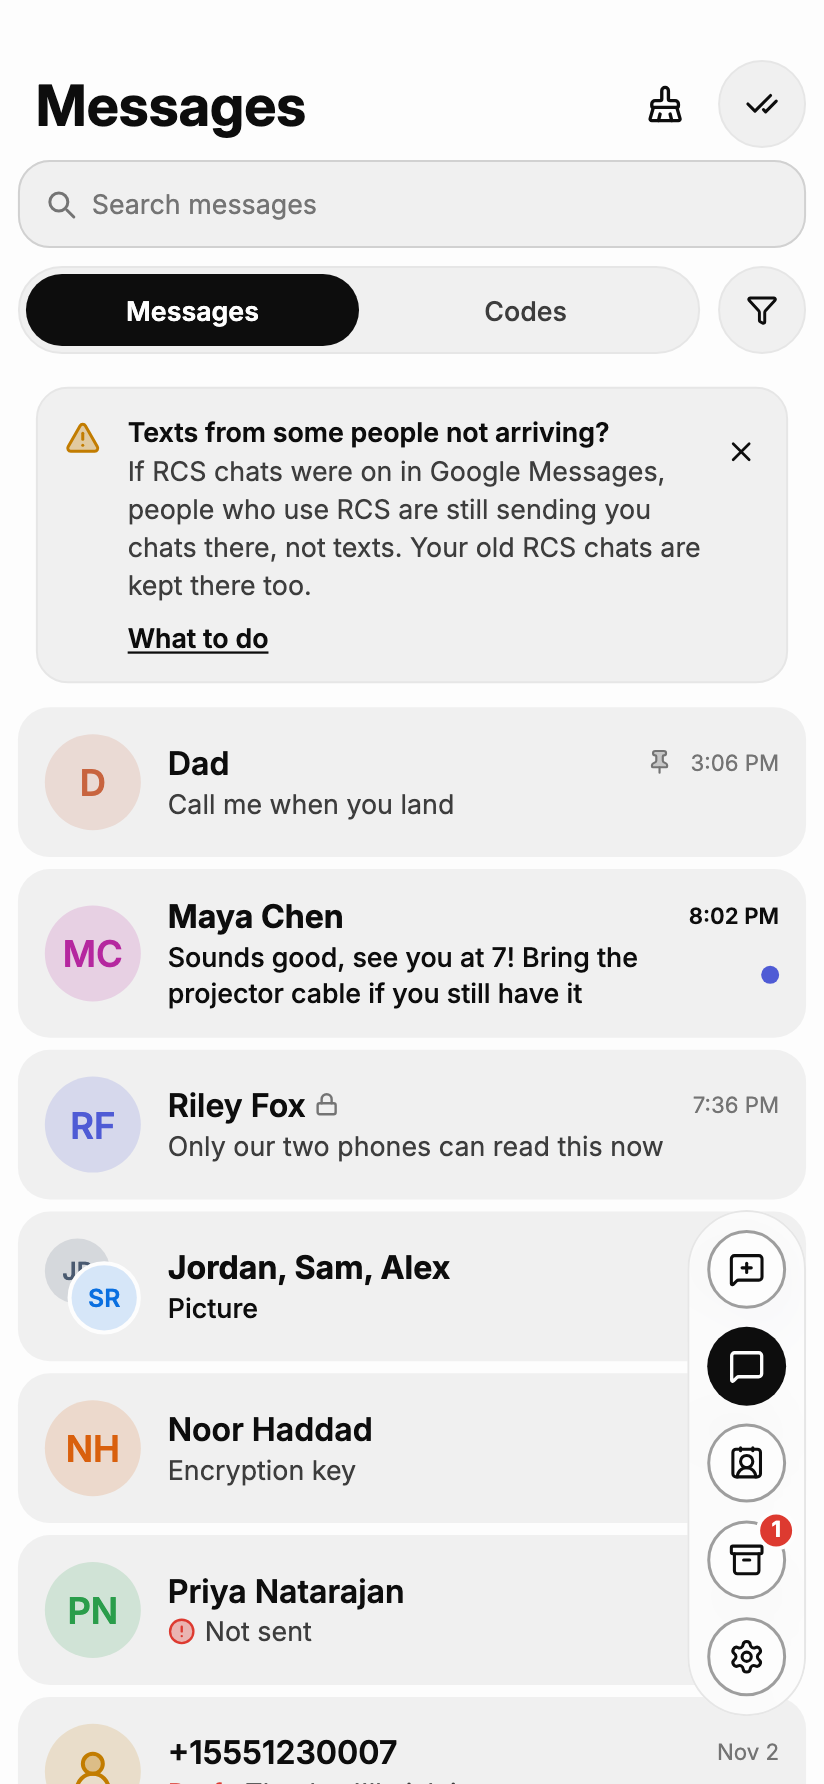 Messages
Search messages
Messages
Codes
Texts from some people not arriving?
If RCS chats were on in Google Messages,
people who use RCS are still sending you
chats there, not texts. Your old RCS chats are
kept there too.
What to do
D
Dad
3:06 PM
Call me when you land
MC
Maya Chen
8:02 PM
Sounds good, see you at 7! Bring the
projector cable if you still have it
RF
Riley Fox
7:36 PM
Only our two phones can read this now
SR
Jordan, Sam, Alex
Picture
NH
Noor Haddad
Encryption key
1
PN
Priya Natarajan
Not sent
+15551230007
Nov 2